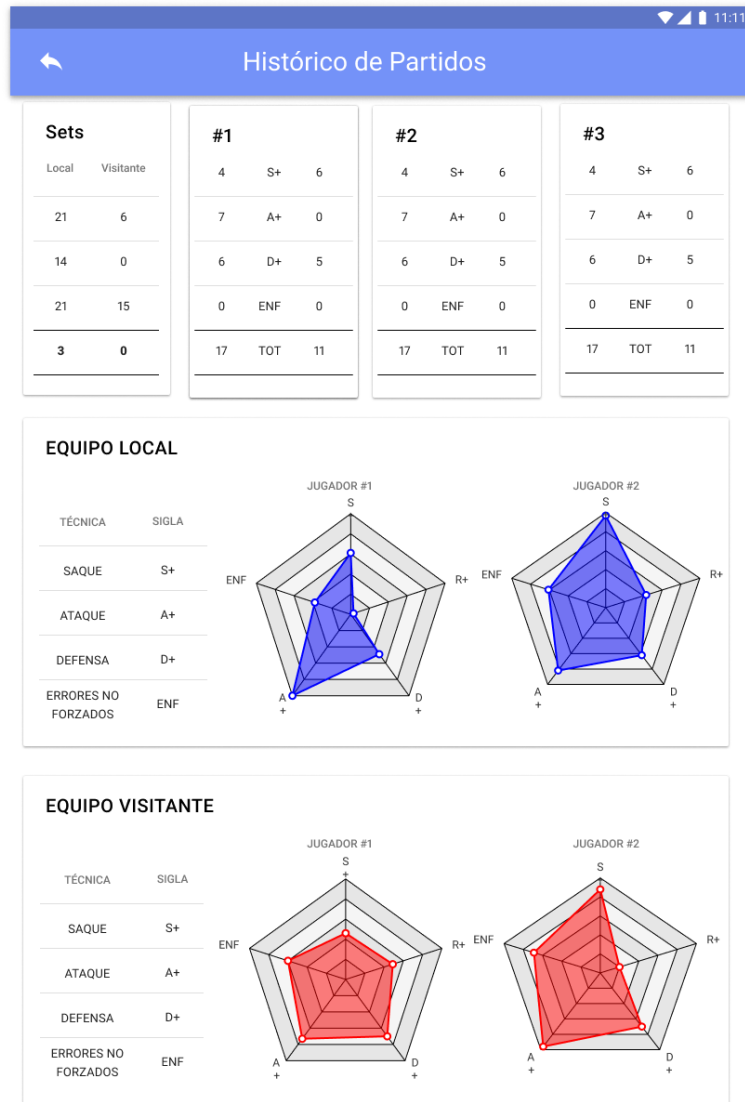 11:11
Histórico de Partidos
Sets
Local Visitante
21 6
14 0
21 15
3 0
#1
4 S+ 6
7 A+ 0
6 D+ 5
0 ENF 0
17 TOT 11
#2
4 S+ 6
7 A+ 0
6 D+ 5
0 ENF 0
17 TOT 11
#3
4 S+ 6
7 A+ 0
6 D+ 5
0 ENF 0
17 TOT 11
EQUIPO LOCAL
TÉCNICA SIGLA
SAQUE S+
ATAQUE A+
DEFENSA D+
ERRORES NO
FORZADOS ENF
JUGADOR #1
S
ENF R+
A D
+ +
JUGADOR #2
S
ENF R+
A D
+ +
EQUIPO VISITANTE
TÉCNICA SIGLA
SAQUE S+
ATAQUE A+
DEFENSA D+
ERRORES NO
FORZADOS ENF
JUGADOR #1
S
+
ENF R+
A D
+ +
JUGADOR #2
S
ENF R+
A D
+ +